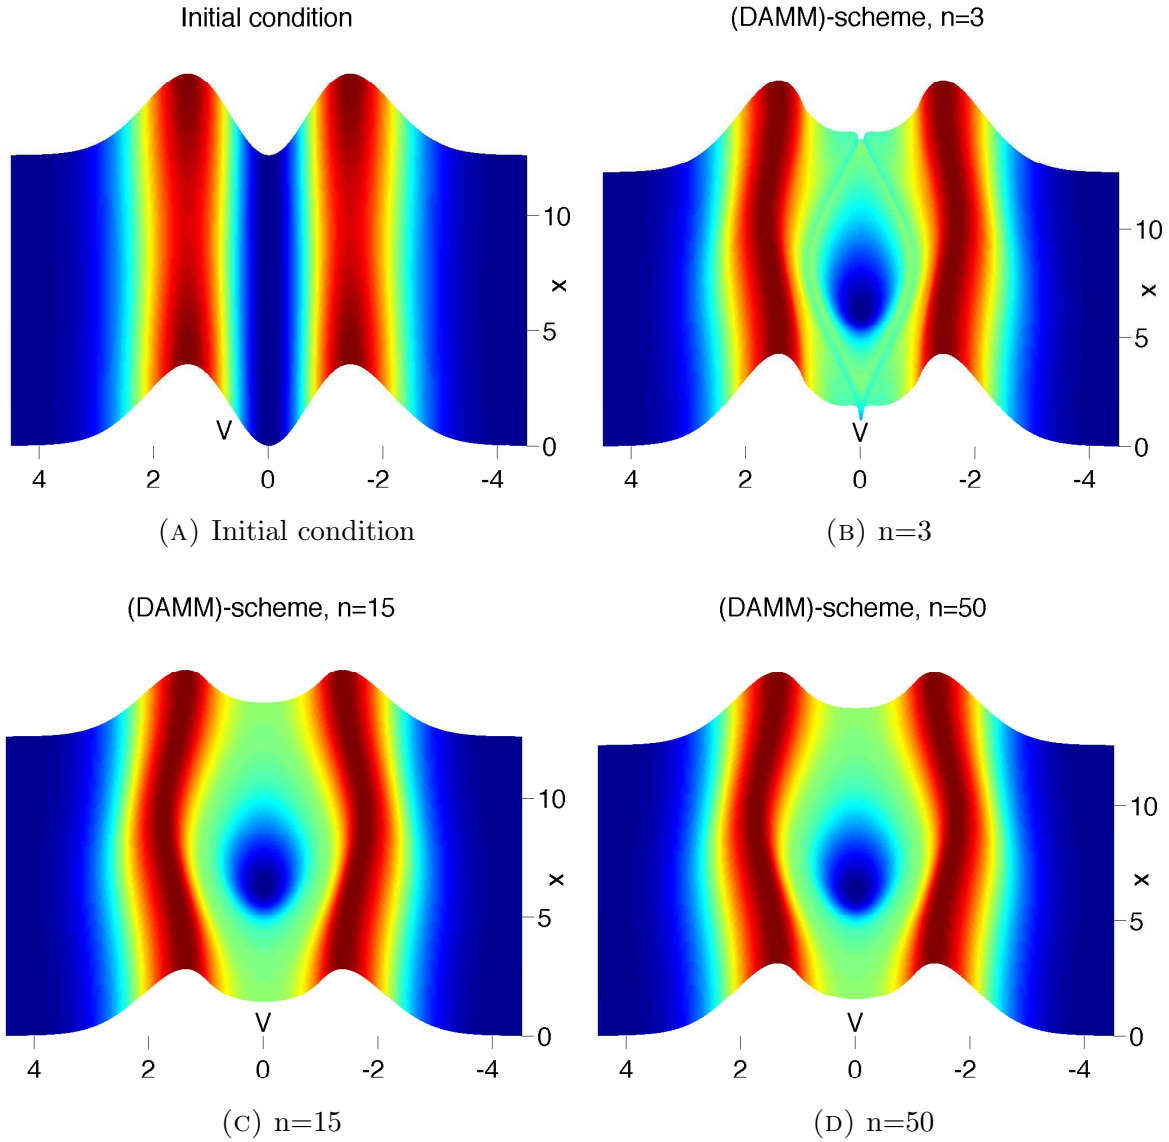 Initial condition
10
x
5
V
0
4 2 0 -2 -4
(A) Initial condition
(DAMM)-scheme, n=3
10
x
5
V
0
4 2 0 -2 -4
(B) n=3
(DAMM)-scheme, n=15
10
x
5
V
0
4 2 0 -2 -4
(C) n=15
(DAMM)-scheme, n=50
10
x
5
V
0
4 2 0 -2 -4
(D) n=50